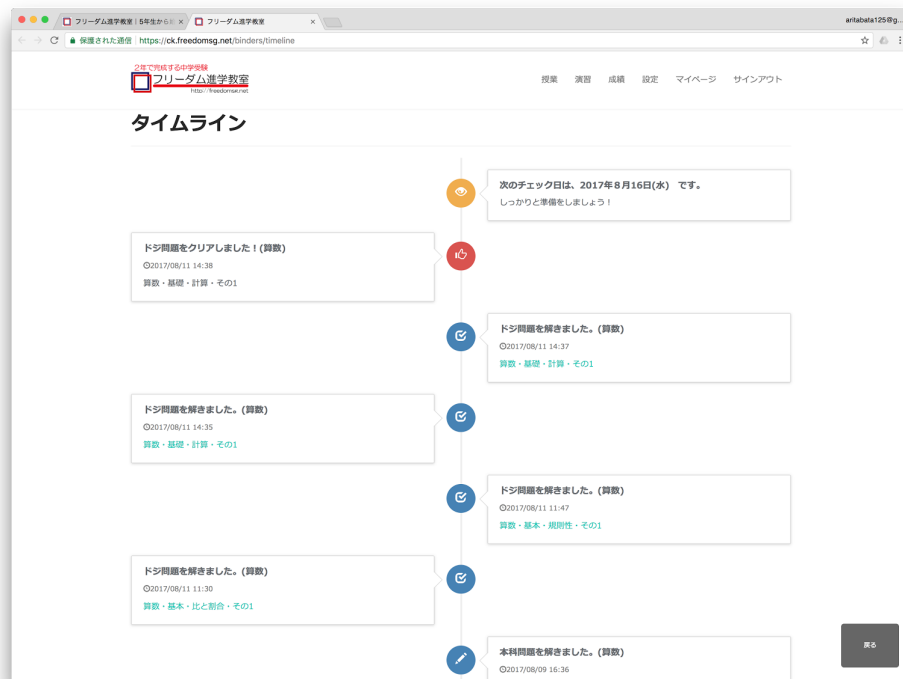 フリーダム進学教室｜5年生から始
フリーダム進学教室
aritabata125@g...
保護された通信 https://ck.freedomsg.net/binders/timeline
2年で完成する中学受験
フリーダム進学教室
授業 演習 成績 設定 マイページ サインアウト
タイムライン
次のチェック日は、2017年８月16日(水)　です。
しっかりと準備をしましょう！
ドジ問題をクリアしました！(算数)
2017/08/11 14:38
算数・基礎・計算・その1
ドジ問題を解きました。(算数)
2017/08/11 14:37
算数・基礎・計算・その1
ドジ問題を解きました。(算数)
2017/08/11 14:35
算数・基礎・計算・その1
ドジ問題を解きました。(算数)
2017/08/11 11:47
算数・基本・規則性・その1
ドジ問題を解きました。(算数)
2017/08/11 11:30
算数・基本・比と割合・その1
本科問題を解きました。(算数)
2017/08/09 16:36
戻る